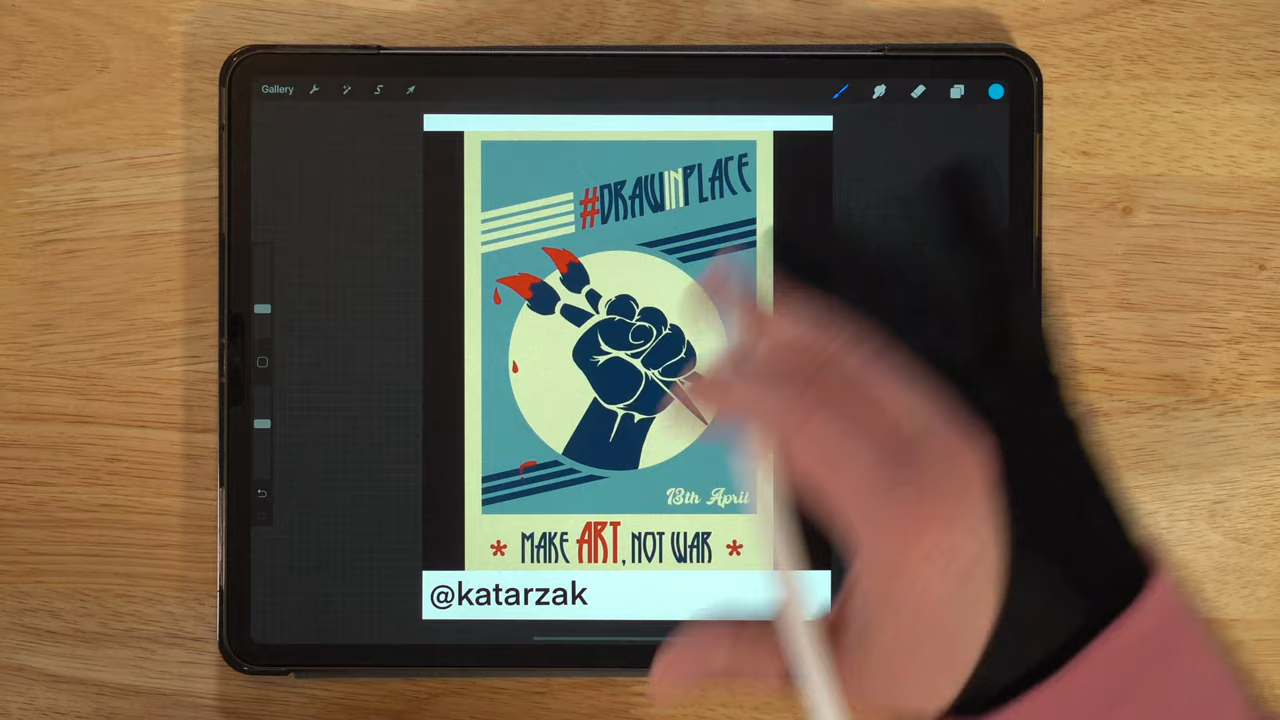 Gallery
#DRAWINPLACE
13th April
* MAKE ART, NOT WAR *
@katarzak